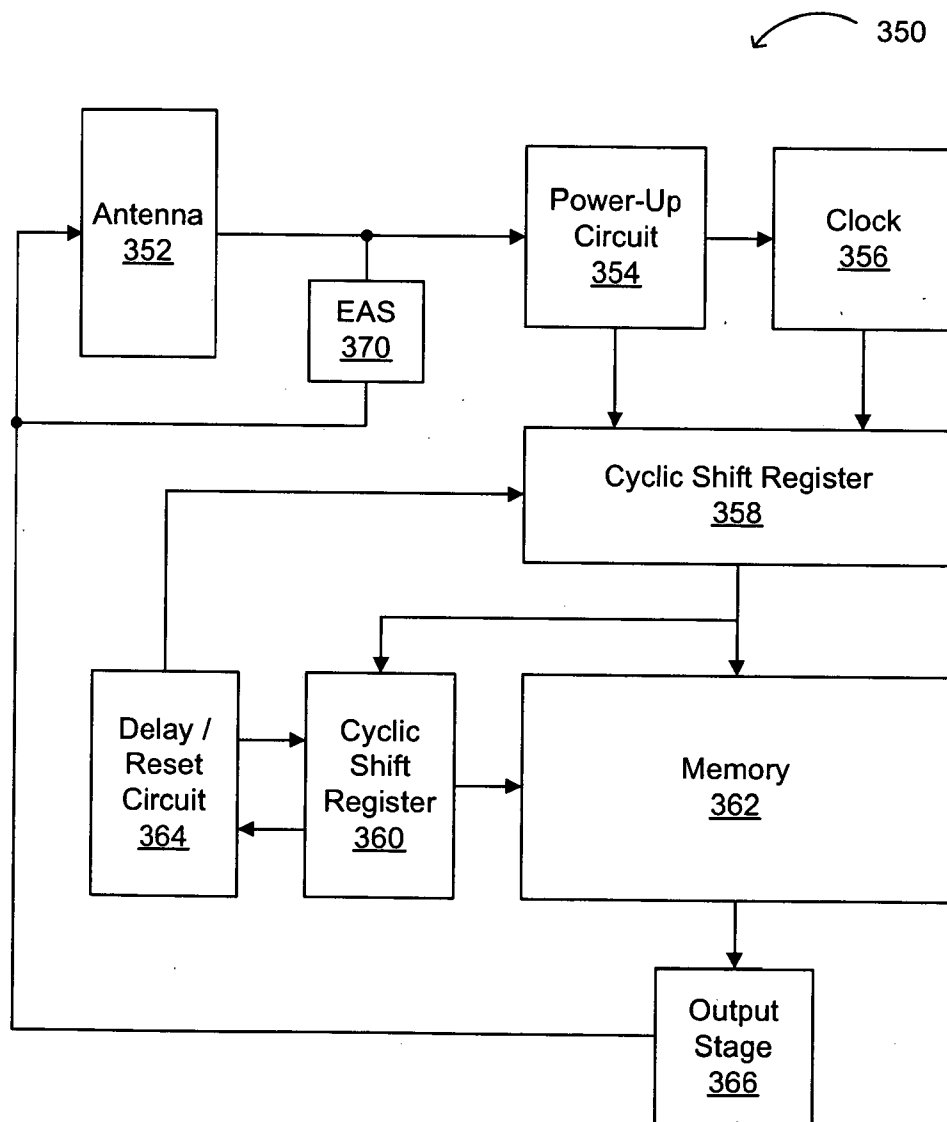 350
Antenna
352
Power-Up
Circuit
354
Clock
356
EAS
370
Cyclic Shift Register
358
Delay /
Reset
Circuit
364
Cyclic
Shift
Register
360
Memory
362
Output
Stage
366